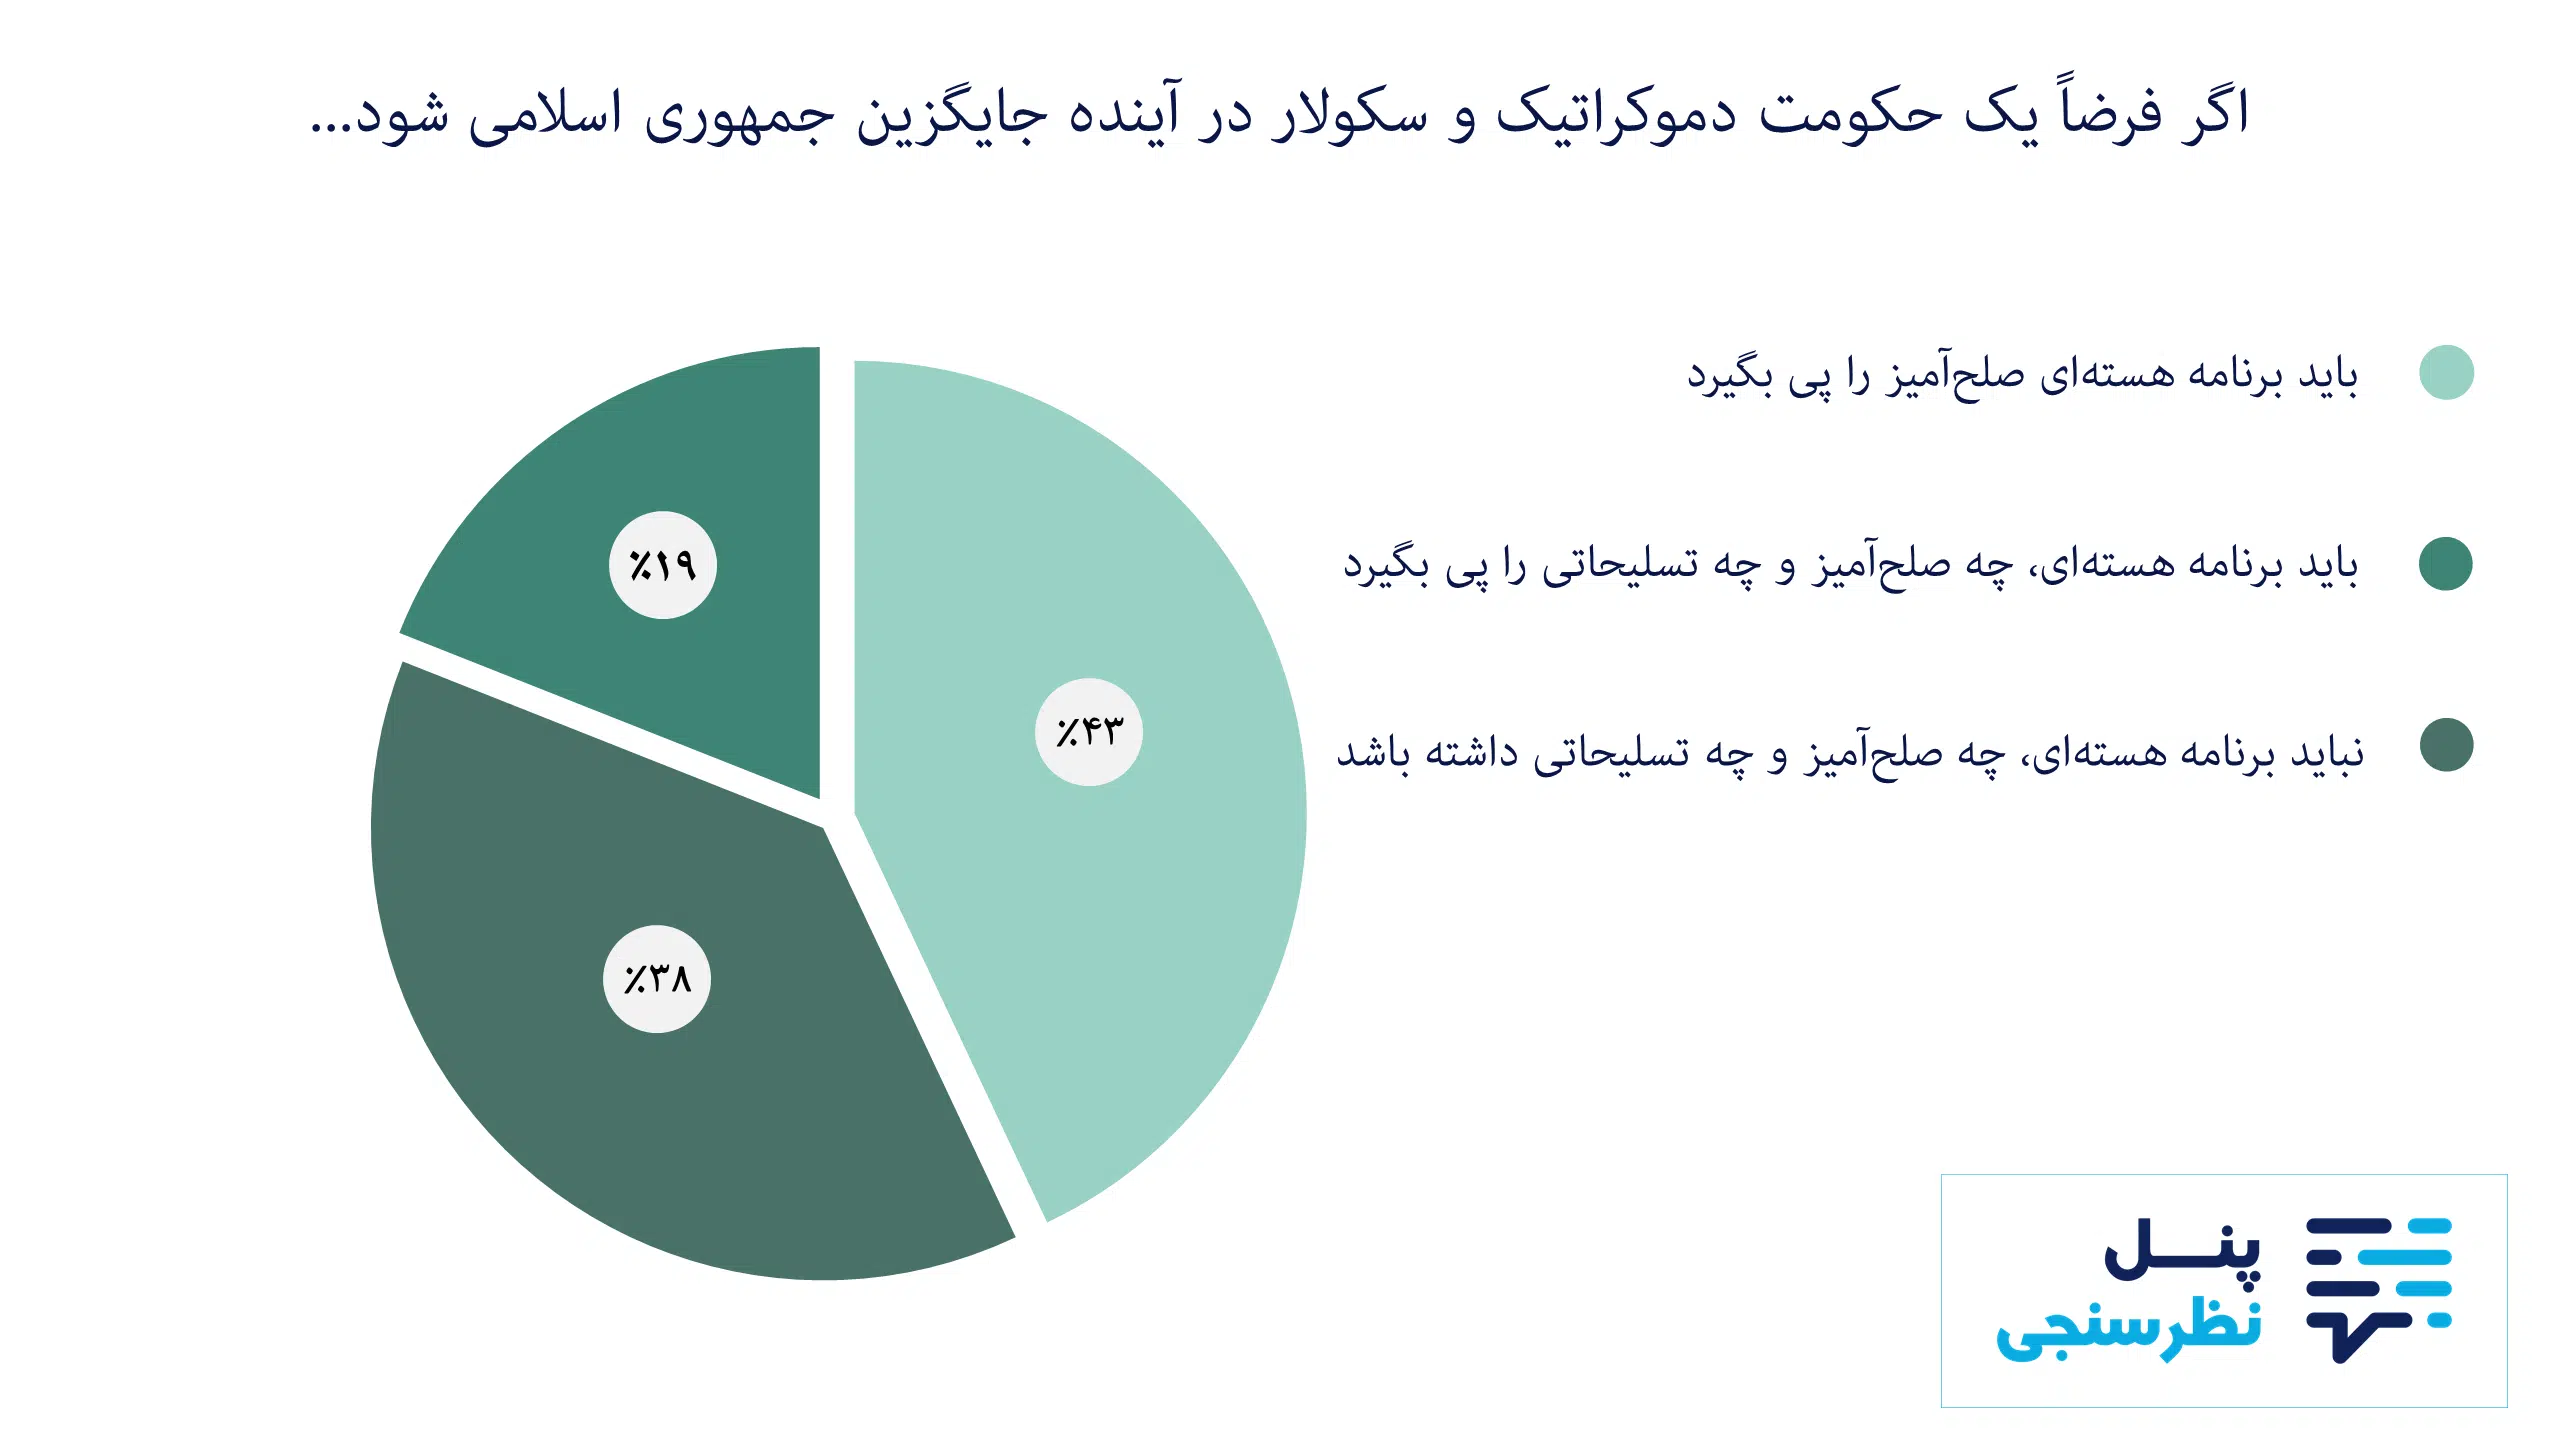 اگر فرضاً یک حکومت دموکراتیک و سکولار در آینده جایگزین جمهوری اسلامی شود...
باید برنامه هسته‌ای صلح‌آمیز را پی بگیرد
باید برنامه هسته‌ای، چه صلح‌آمیز و چه تسلیحاتی را پی بگیرد
نباید برنامه هسته‌ای، چه صلح‌آمیز و چه تسلیحاتی داشته باشد
٪۱۹
٪۴۳
٪۳۸
پنل
نظرسنجی